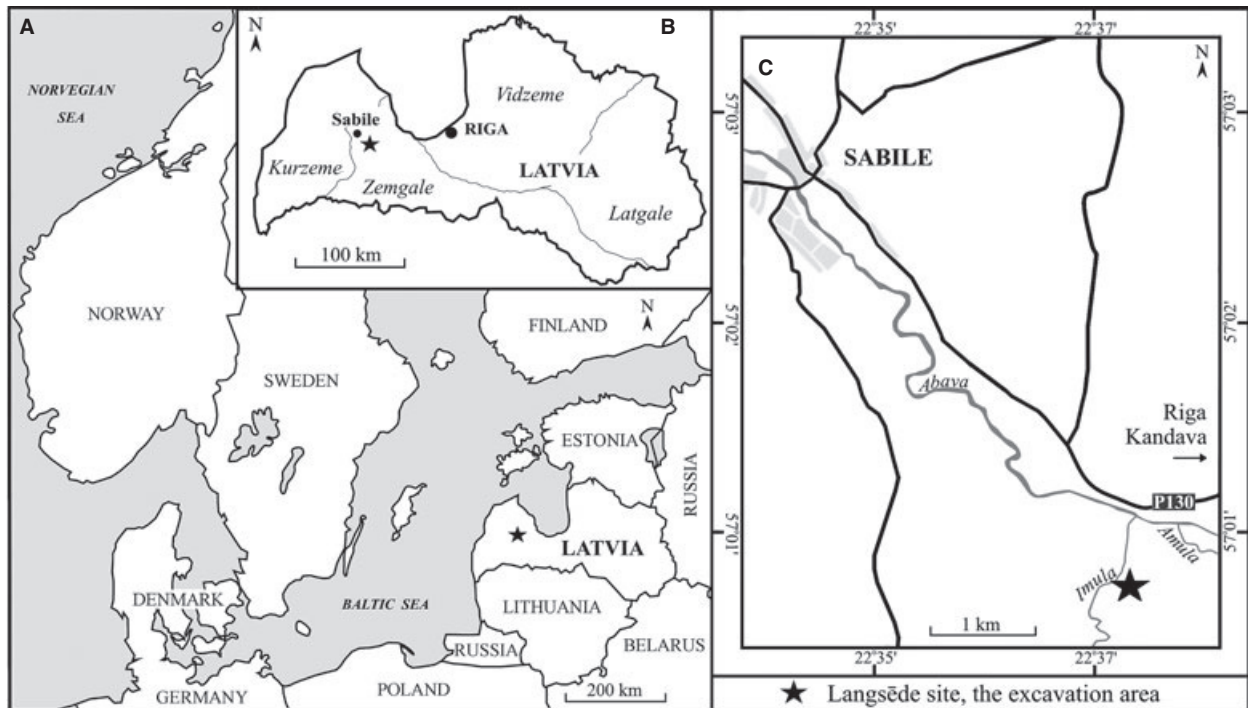 A
NORVEGIAN
SEA
NORWAY
SWEDEN
FINLAND
N
ESTONIA
RUSSIA
LATVIA
LITHUANIA
BELARUS
RUSSIA
DENMARK
BALTIC SEA
GERMANY
POLAND
200 km
B
N
Vidzeme
Sabile
RIGA
LATVIA
Kurzeme
Zemgale
Latgale
100 km
C
22°35'
22°37'
N
57°03'
57°03'
SABILE
57°02'
57°02'
Abava
Riga
Kandava
P130
57°01'
57°01'
Amula
Imula
1 km
22°35'
22°37'
Langsēde site, the excavation area